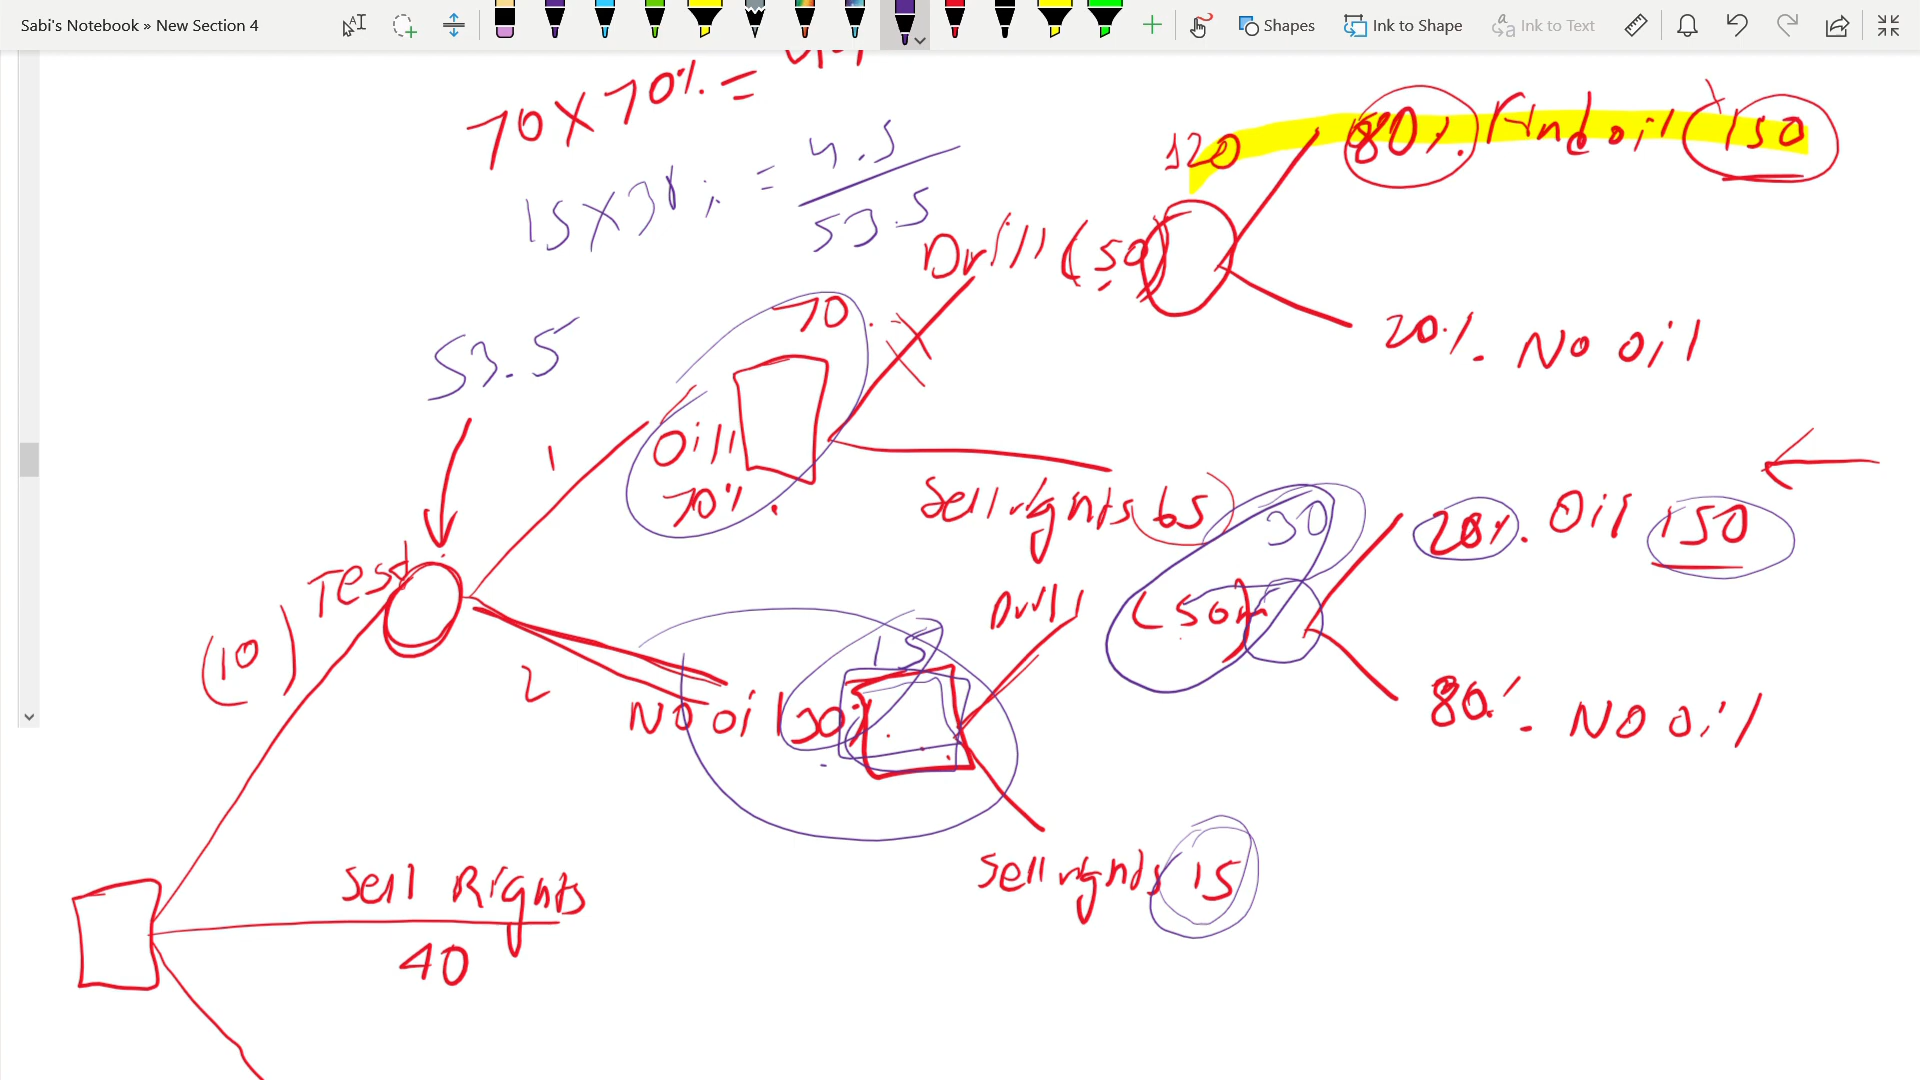 Sabi's Notebook » New Section 4
Shapes
Ink to Shape
Ink to Text
70 X 70% =
15 X 30% = 4.5
53.5
120
80%. Find oil 150
Drill (50)
20%. No oil
70.
53.5
Oill
70%.
1
Sell rights 65
30
20%. Oil 150
Test
(10)
Drill
(50m)
15
2
No oil 30%
80%. No oil
Sell rights 15
Sell Rights
40